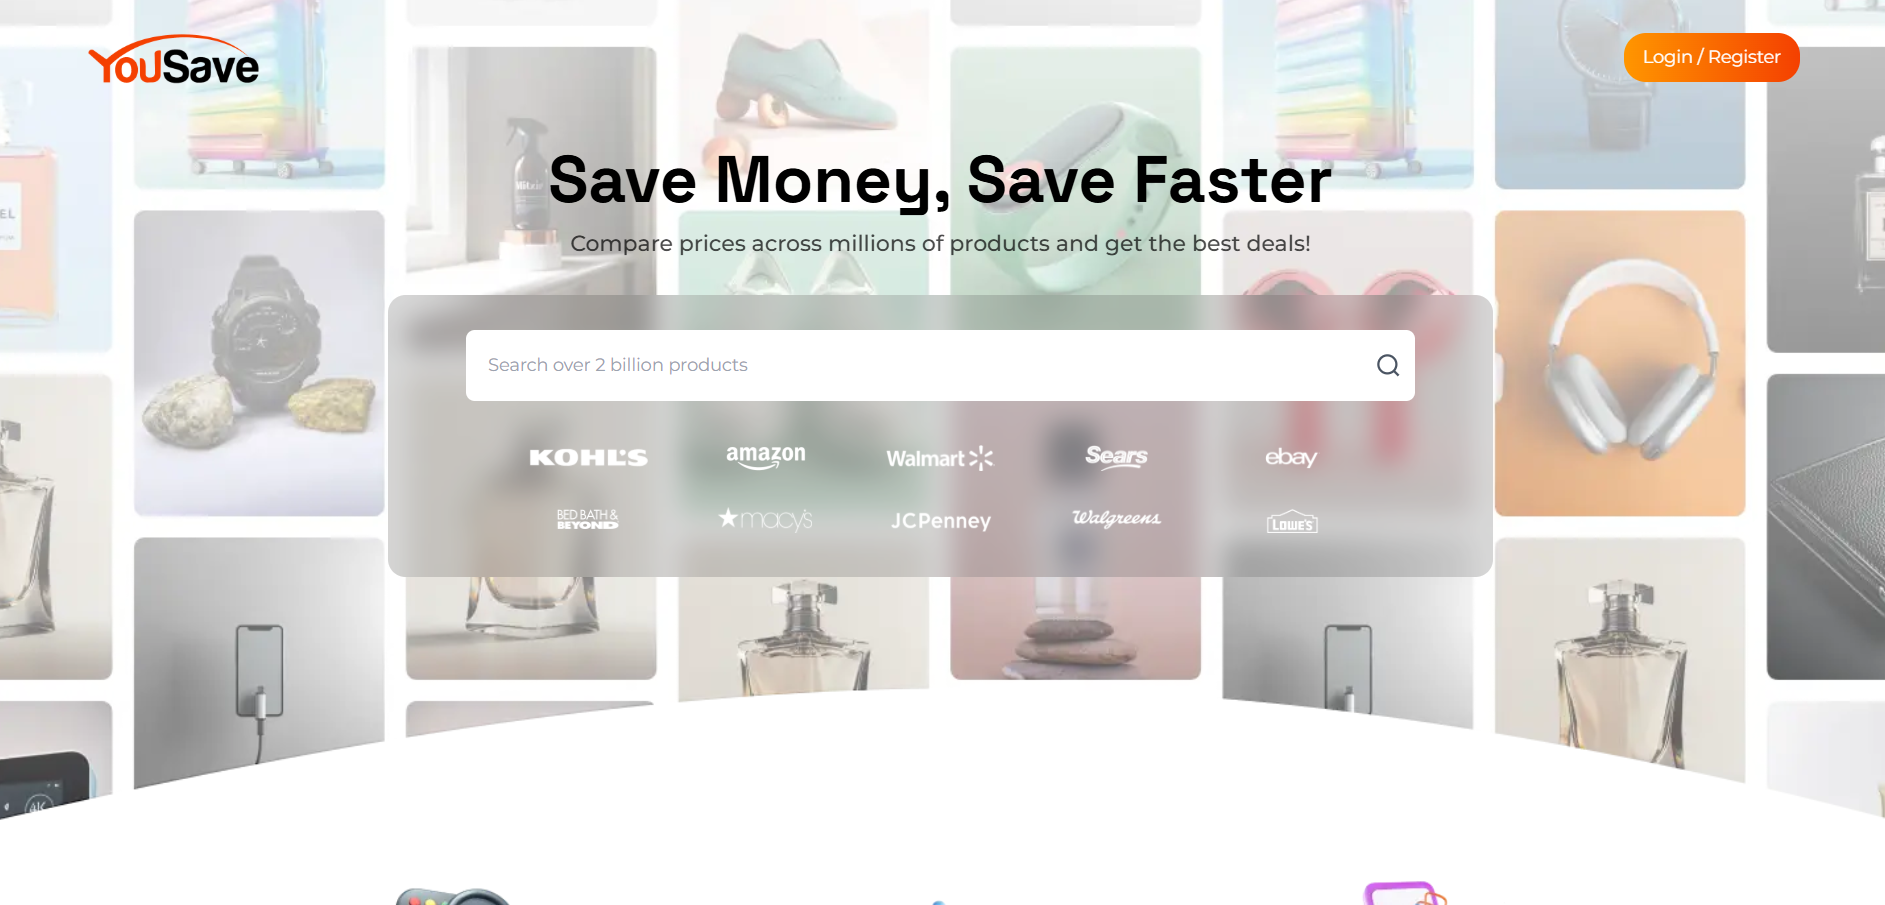 YouSave
Login / Register
Save Money, Save Faster
Compare prices across millions of products and get the best deals!
Search over 2 billion products
KOHL'S
amazon
Walmart
Sears
ebay
BED BATH &
BEYOND
macy's
JCPenney
Walgreens
LOWE'S